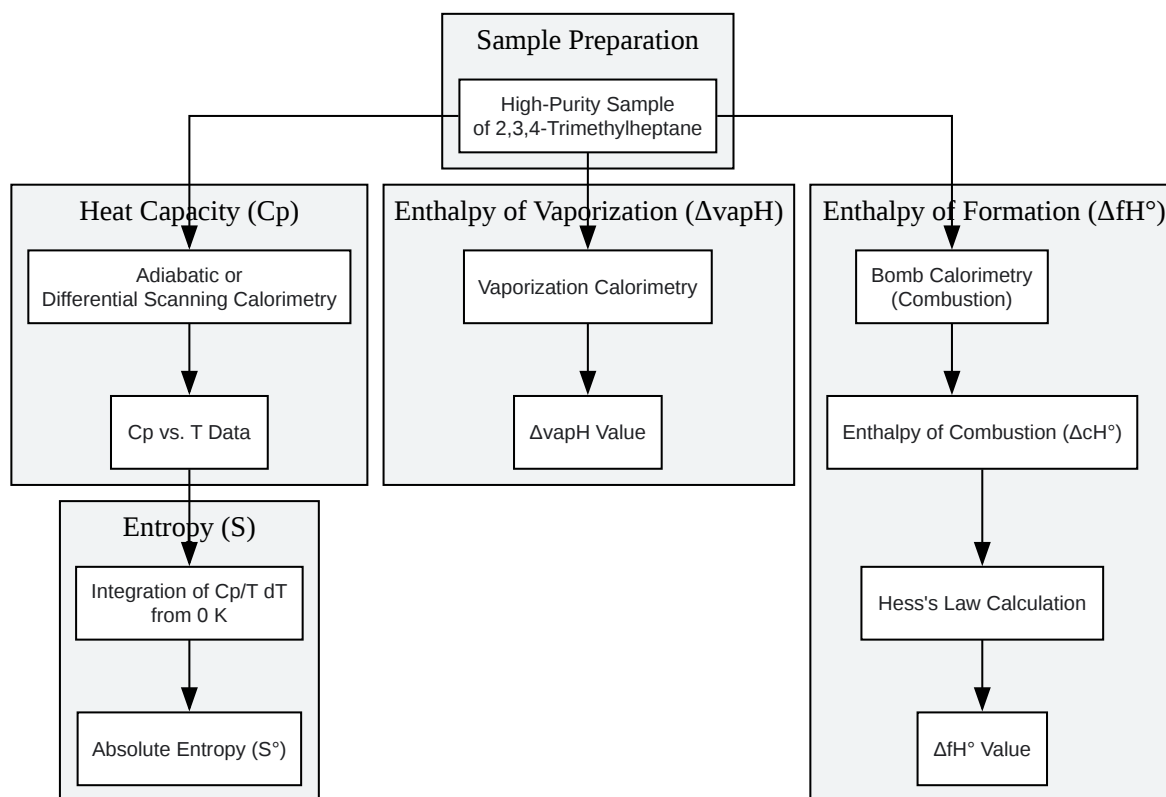 Sample Preparation
High-Purity Sample
of 2,3,4-Trimethylheptane
Heat Capacity (Cp)
Adiabatic or
Differential Scanning Calorimetry
Cp vs. T Data
Entropy (S)
Integration of Cp/T dT
from 0 K
Absolute Entropy (S°)
Enthalpy of Vaporization (ΔvapH)
Vaporization Calorimetry
ΔvapH Value
Enthalpy of Formation (ΔfH°)
Bomb Calorimetry
(Combustion)
Enthalpy of Combustion (ΔcH°)
Hess's Law Calculation
ΔfH° Value